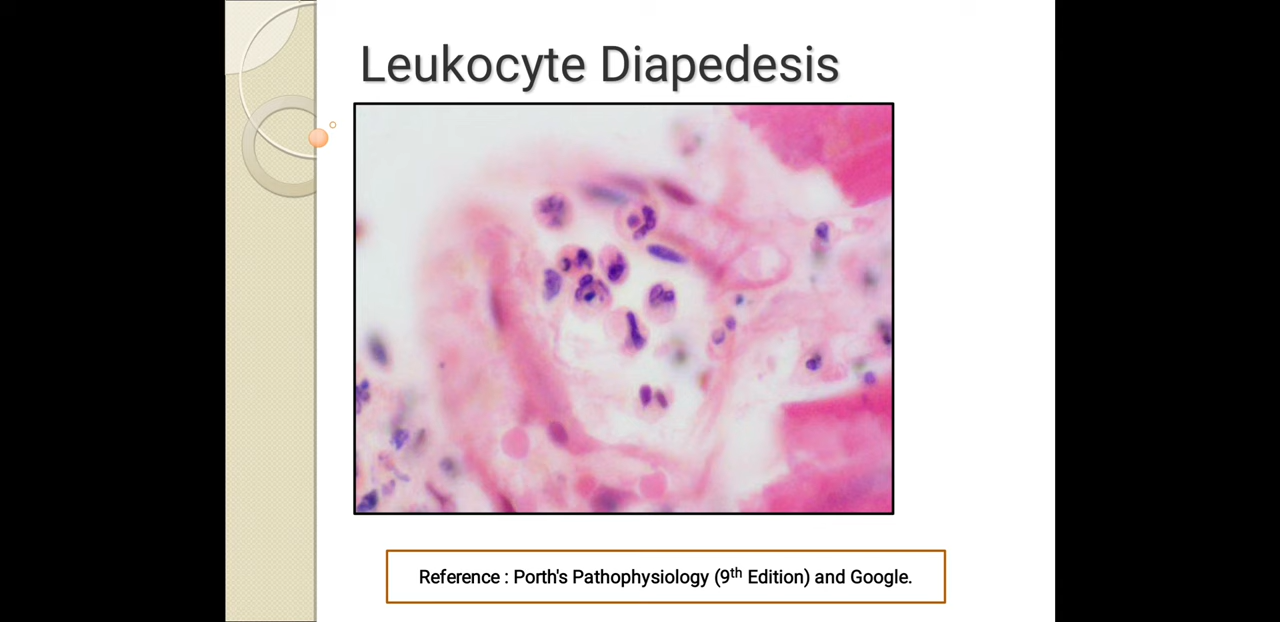 Leukocyte Diapedesis
Reference : Porth's Pathophysiology (9th Edition) and Google.